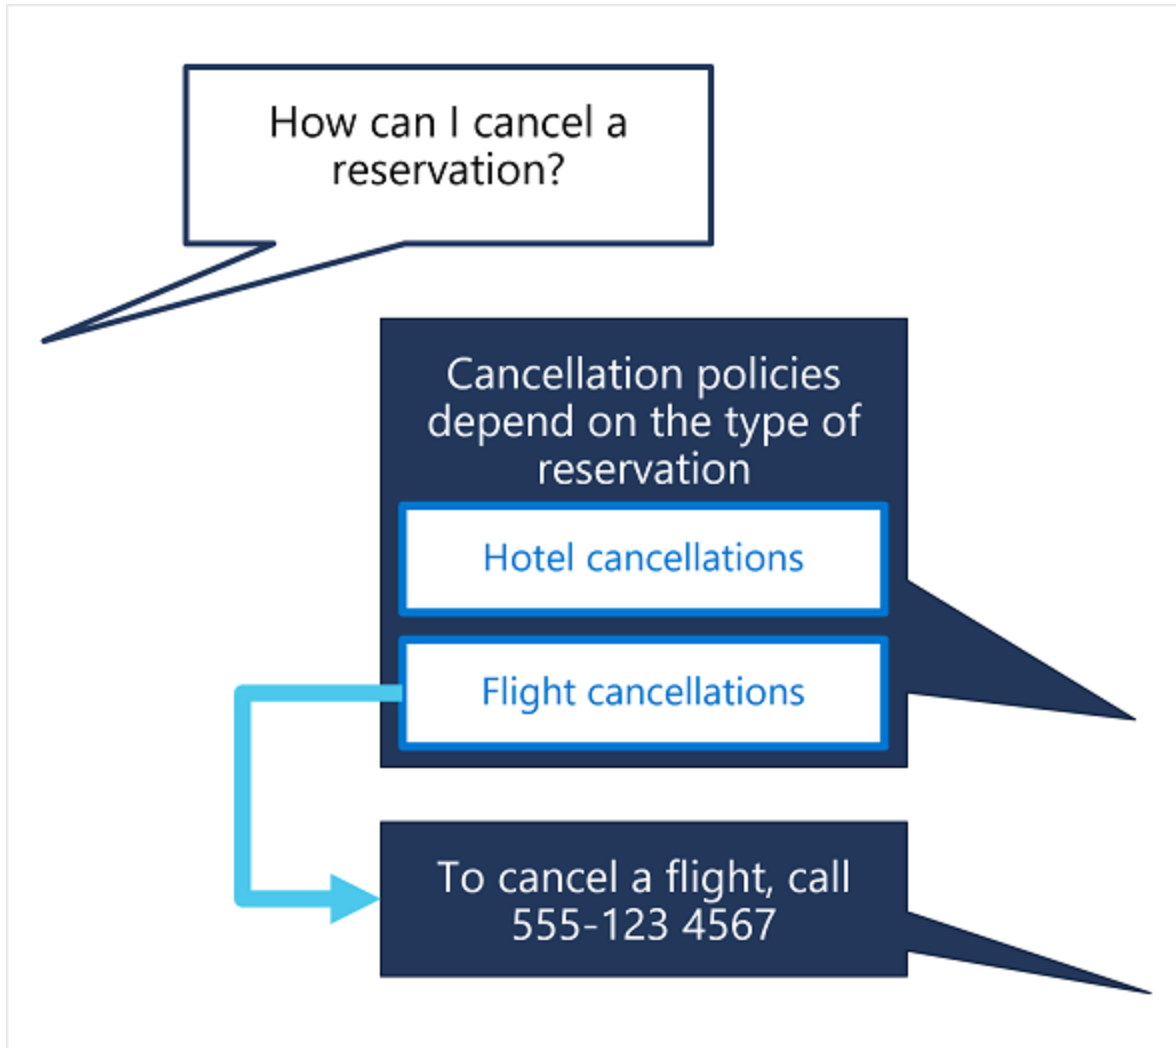 How can I cancel a
reservation?
Cancellation policies
depend on the type of
reservation
Hotel cancellations
Flight cancellations
To cancel a flight, call
555-123 4567